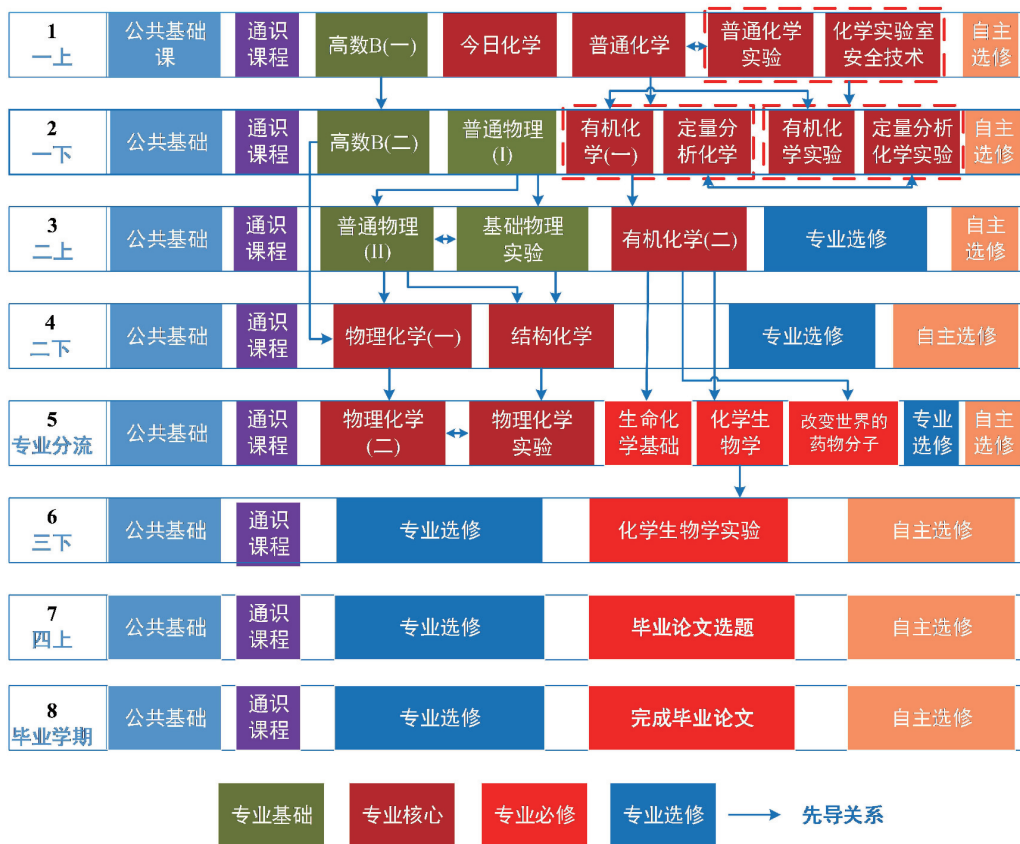 1
一上
公共基础
课
通识
课程
高数B(一)
今日化学
普通化学
普通化学
实验
化学实验室
安全技术
自主
选修
2
一下
公共基础
通识
课程
高数B(二)
普通物理
(I)
有机化
学(一)
定量分
析化学
有机化
学实验
定量分析
化学实验
自主
选修
3
二上
公共基础
通识
课程
普通物理
(II)
基础物理
实验
有机化学(二)
专业选修
自主
选修
4
二下
公共基础
通识
课程
物理化学(一)
结构化学
专业选修
自主选修
5
专业分流
公共基础
通识
课程
物理化学
(二)
物理化学
实验
生命化
学基础
化学生
物学
改变世界的
药物分子
专业
选修
自主
选修
6
三下
公共基础
通识
课程
专业选修
化学生物学实验
自主选修
7
四上
公共基础
通识
课程
专业选修
毕业论文选题
自主选修
8
毕业学期
公共基础
通识
课程
专业选修
完成毕业论文
自主选修
专业基础
专业核心
专业必修
专业选修
先导关系